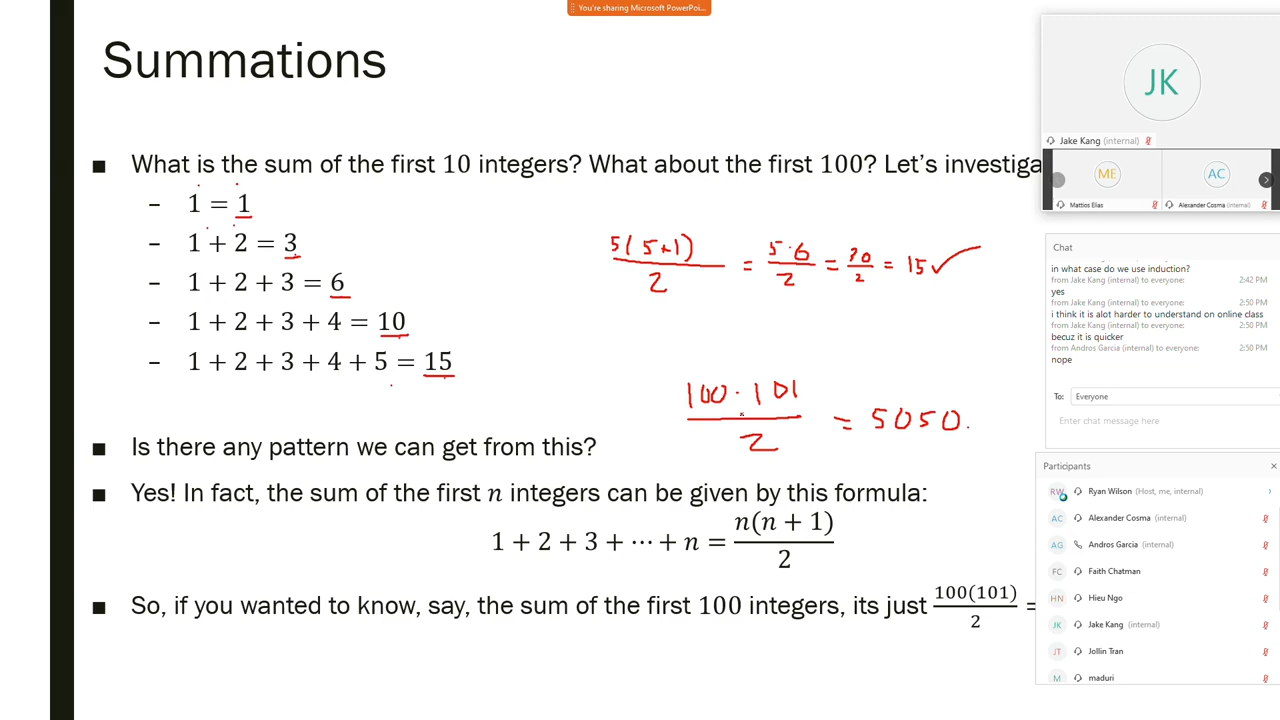 You're sharing Microsoft PowerPoi...
Summations
■ What is the sum of the first 10 integers? What about the first 100? Let's investiga
– 1 = 1
– 1 + 2 = 3
– 1 + 2 + 3 = 6
– 1 + 2 + 3 + 4 = 10
– 1 + 2 + 3 + 4 + 5 = 15
5(5+1)/2 = 5·6/2 = 30/2 = 15 ✓
100·101/2 = 5050.
■ Is there any pattern we can get from this?
■ Yes! In fact, the sum of the first n integers can be given by this formula:
1 + 2 + 3 + ⋯ + n = n(n + 1)/2
■ So, if you wanted to know, say, the sum of the first 100 integers, its just 100(101)/2 =
JK
Jake Kang (internal)
ME
AC
Mattios Elias
Alexander Cosma (internal)
Chat
in what case do we use induction?
from Jake Kang (internal) to everyone: 2:42 PM
yes
from Jake Kang (internal) to everyone: 2:50 PM
i think it is alot harder to understand on online class
from Jake Kang (internal) to everyone:
becuz it is quicker
from Andros Garcia (internal) to everyone: 2:50 PM
nope
To: Everyone
Enter chat message here
Participants ×
RW Ryan Wilson (Host, me, internal)
AC Alexander Cosma (internal)
AG Andros Garcia (internal)
FC Faith Chatman
HN Hieu Ngo
JK Jake Kang (internal)
JT Jollin Tran
M maduri